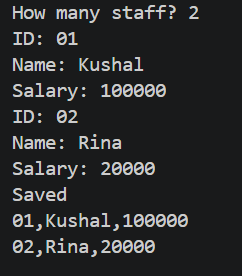 How many staff? 2
ID: 01
Name: Kushal
Salary: 100000
ID: 02
Name: Rina
Salary: 20000
Saved
01,Kushal,100000
02,Rina,20000